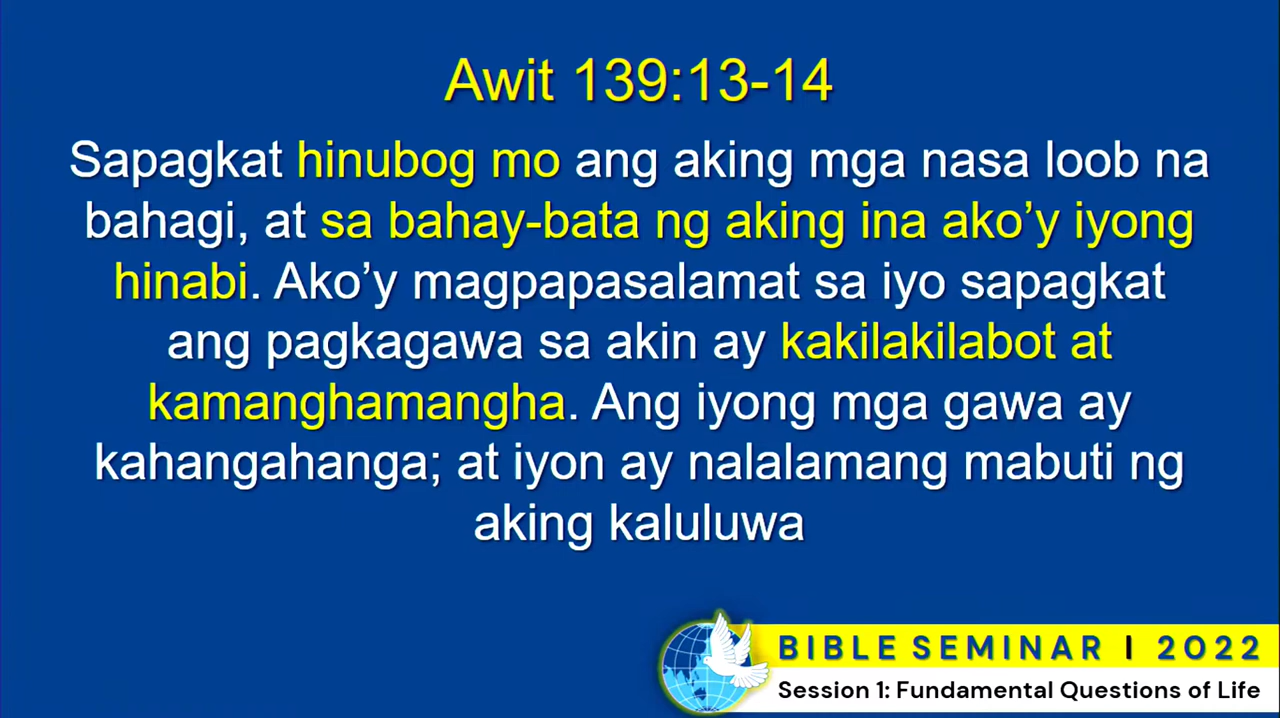 Awit 139:13-14
Sapagkat hinubog mo ang aking mga nasa loob na
bahagi, at sa bahay-bata ng aking ina ako’y iyong
hinabi. Ako’y magpapasalamat sa iyo sapagkat
ang pagkagawa sa akin ay kakilakilabot at
kamanghamangha. Ang iyong mga gawa ay
kahangahanga; at iyon ay nalalamang mabuti ng
aking kaluluwa
BIBLE SEMINAR | 2022
Session 1: Fundamental Questions of Life